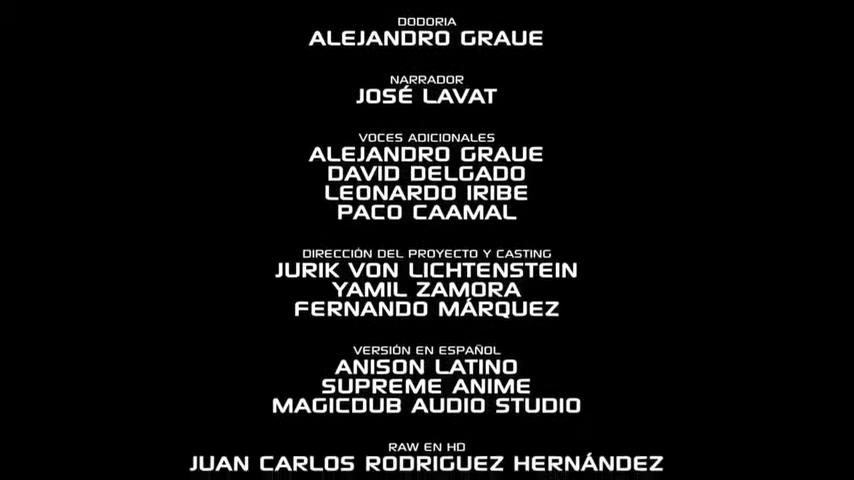 DODORIA
ALEJANDRO GRAUE
NARRADOR
JOSÉ LAVAT
VOCES ADICIONALES
ALEJANDRO GRAUE
DAVID DELGADO
LEONARDO IRIBE
PACO CAAMAL
DIRECCIÓN DEL PROYECTO Y CASTING
JURIK VON LICHTENSTEIN
YAMIL ZAMORA
FERNANDO MÁRQUEZ
VERSIÓN EN ESPAÑOL
ANISON LATINO
SUPREME ANIME
MAGICDUB AUDIO STUDIO
RAW EN HD
JUAN CARLOS RODRIGUEZ HERNÁNDEZ